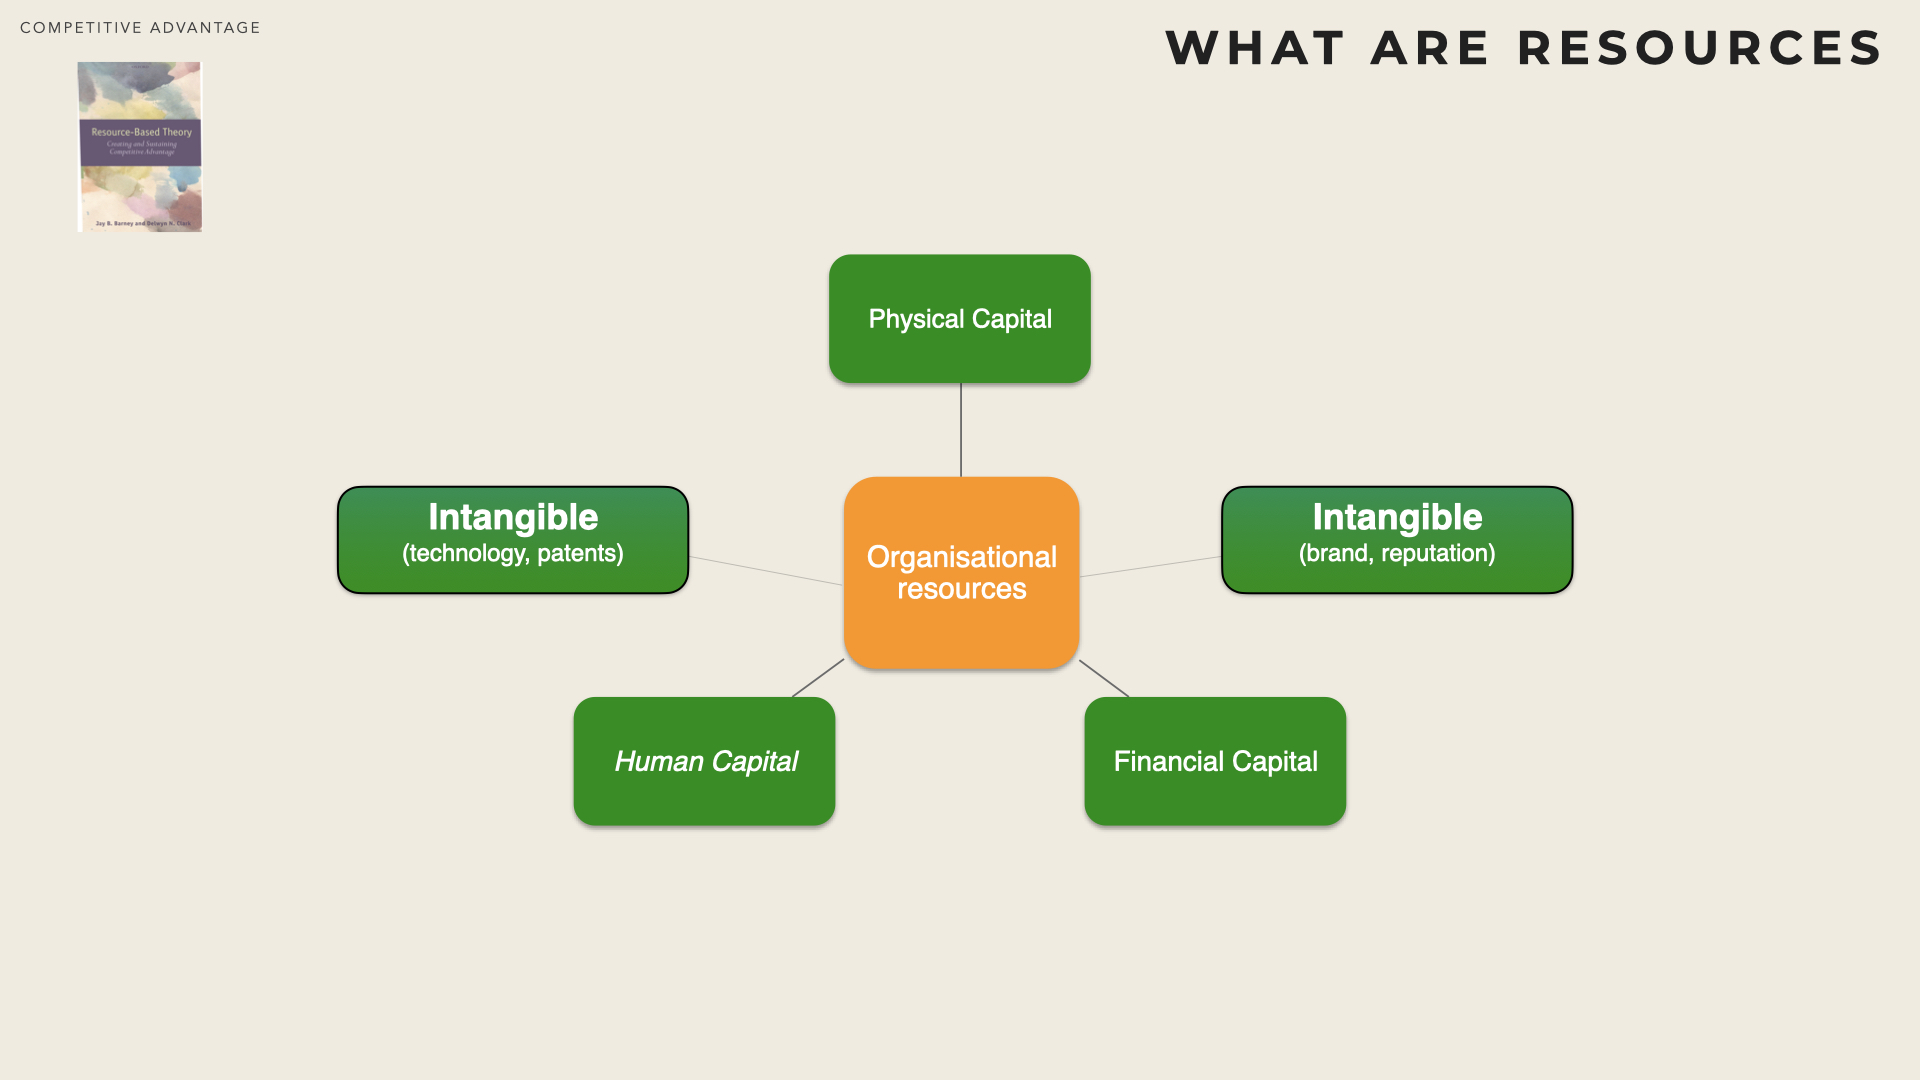 COMPETITIVE ADVANTAGE
WHAT ARE RESOURCES
Resource-Based Theory
Creating and Sustaining
Competitive Advantage
Jay B. Barney and Delwyn N. Clark
Physical Capital
Intangible
(technology, patents)
Organisational
resources
Intangible
(brand, reputation)
Human Capital
Financial Capital